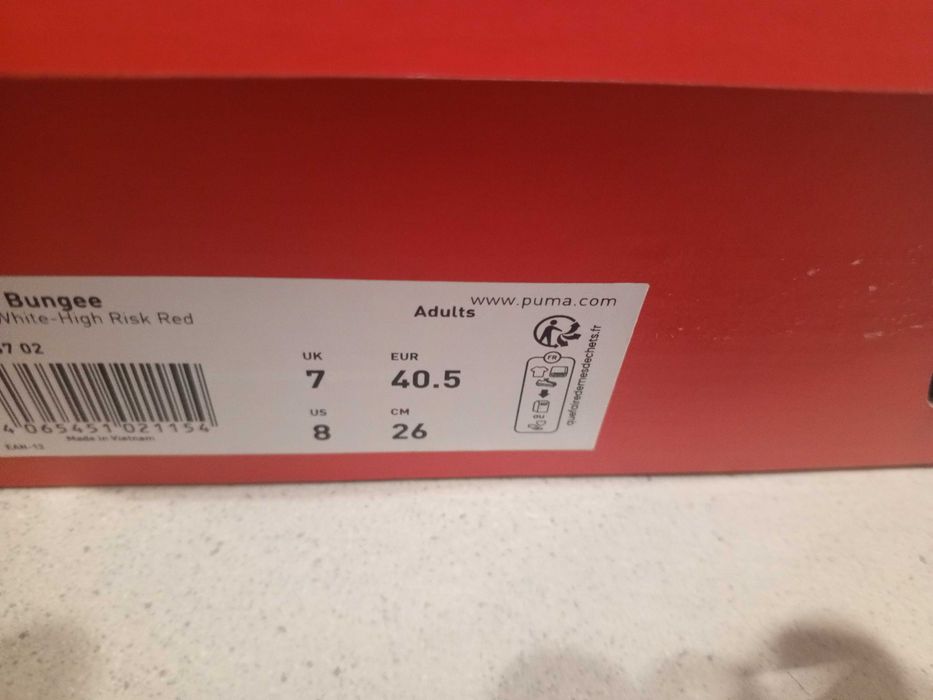 Bungee
White-High Risk Red
7 02
4 065451 021154
Made in Vietnam
EAN-13
Adults
www.puma.com
UK
7
EUR
40.5
US
8
CM
26
FR
quefairedemesdechets.fr